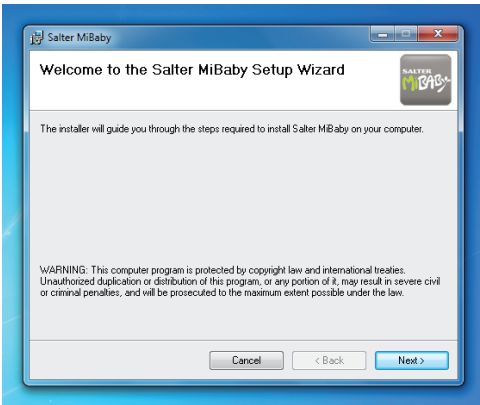 Salter MiBaby
Welcome to the Salter MiBaby Setup Wizard
SALTER
MiBABY
The installer will guide you through the steps required to install Salter MiBaby on your computer.
WARNING: This computer program is protected by copyright law and international treaties.
Unauthorized duplication or distribution of this program, or any portion of it, may result in severe civil
or criminal penalties, and will be prosecuted to the maximum extent possible under the law.
Cancel
< Back
Next >